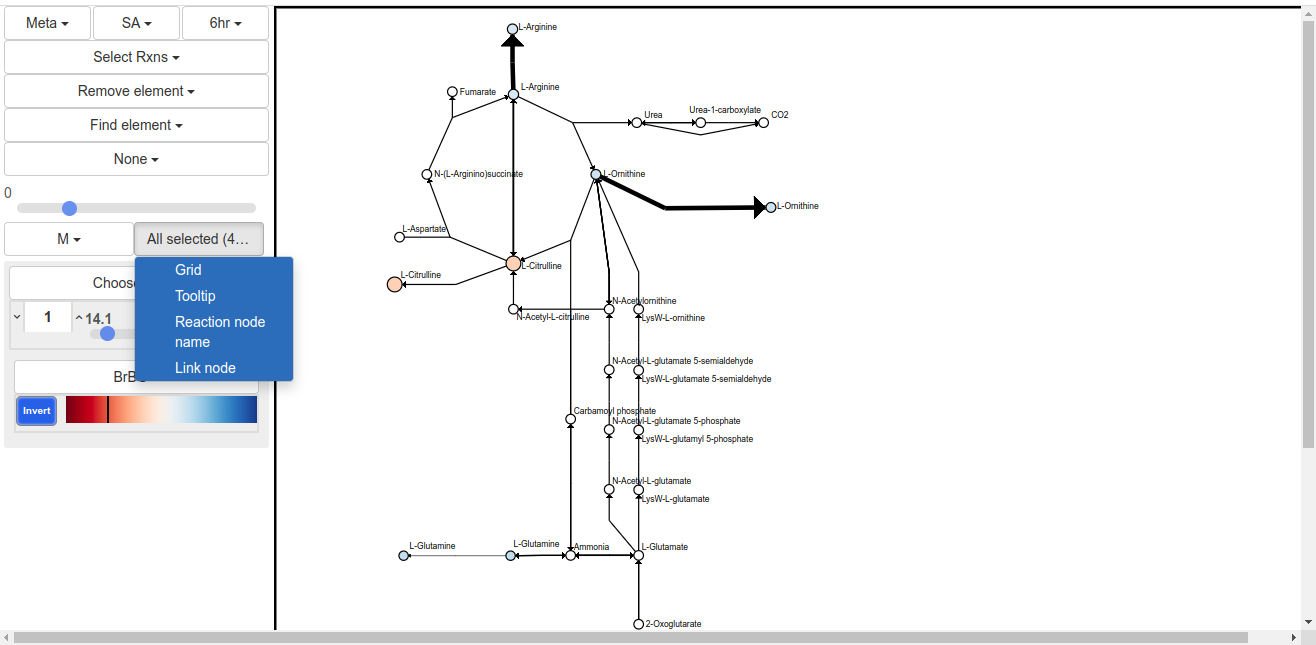 Meta
SA
6hr
Select Rxns
Remove element
Find element
None
0
M
All selected (4...
Grid
Tooltip
Reaction node
name
Link node
1
14.1
Invert
L-Arginine
L-Arginine
Fumarate
Urea
Urea-1-carboxylate
CO2
N-(L-Arginino)succinate
L-Ornithine
L-Ornithine
L-Aspartate
L-Citrulline
L-Citrulline
N-Acetylornithine
N-Acetyl-L-citrulline
LysW-L-ornithine
N-Acetyl-L-glutamate 5-semialdehyde
LysW-L-glutamate 5-semialdehyde
Carbamoyl phosphate
N-Acetyl-L-glutamate 5-phosphate
LysW-L-glutamyl 5-phosphate
N-Acetyl-L-glutamate
LysW-L-glutamate
L-Glutamine
L-Glutamine
Ammonia
L-Glutamate
2-Oxoglutarate